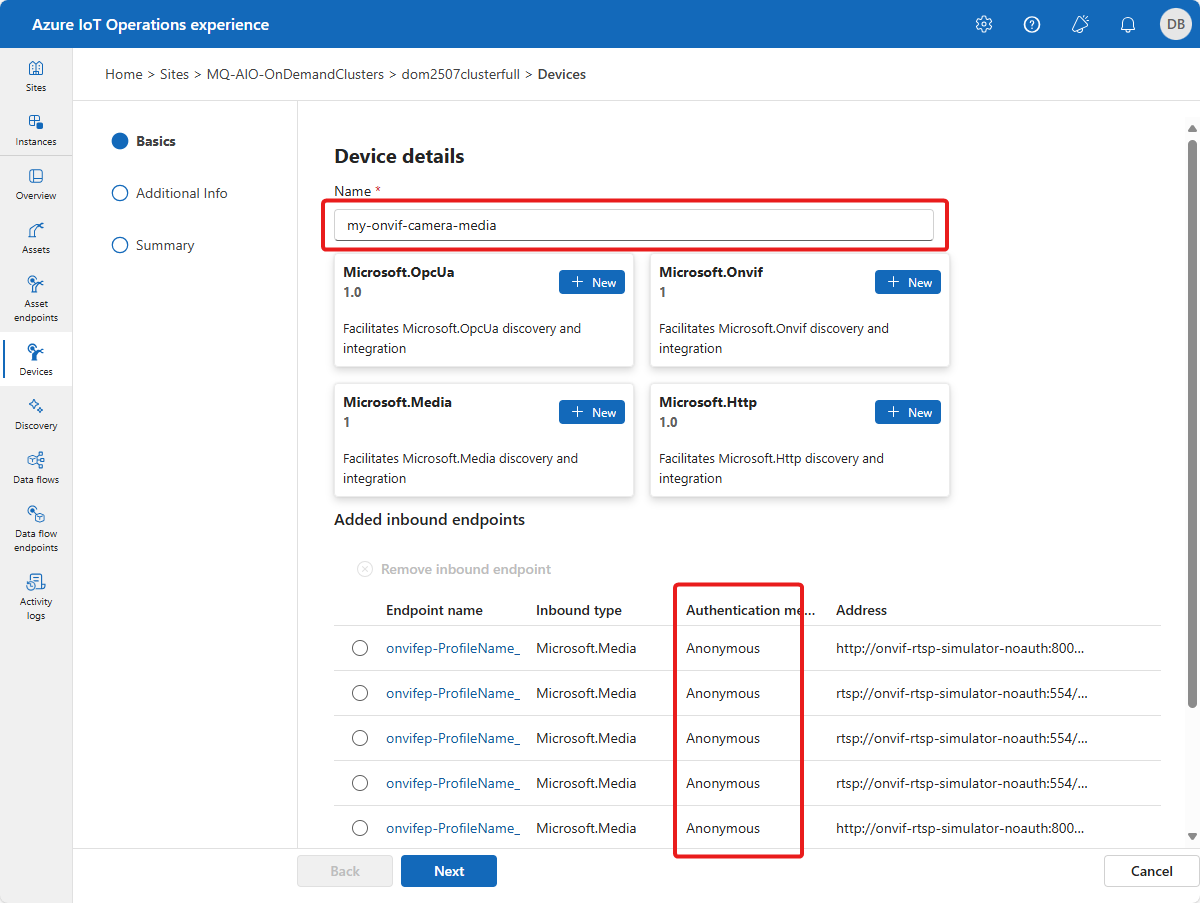 Azure IoT Operations experience
DB
Home > Sites > MQ-AIO-OnDemandClusters > dom2507clusterfull > Devices
Sites
Instances
Overview
Assets
Asset
endpoints
Devices
Discovery
Data flows
Data flow
endpoints
Activity
logs
Basics
Additional Info
Summary
Device details
Name *
my-onvif-camera-media
Microsoft.OpcUa
1.0
+ New
Facilitates Microsoft.OpcUa discovery and
integration
Microsoft.Onvif
1
+ New
Facilitates Microsoft.Onvif discovery and
integration
Microsoft.Media
1
+ New
Facilitates Microsoft.Media discovery and
integration
Microsoft.Http
1.0
+ New
Facilitates Microsoft.Http discovery and
integration
Added inbound endpoints
Remove inbound endpoint
Endpoint name Inbound type Authentication me... Address
onvifep-ProfileName_ Microsoft.Media Anonymous http://onvif-rtsp-simulator-noauth:800...
onvifep-ProfileName_ Microsoft.Media Anonymous rtsp://onvif-rtsp-simulator-noauth:554/...
onvifep-ProfileName_ Microsoft.Media Anonymous rtsp://onvif-rtsp-simulator-noauth:554/...
onvifep-ProfileName_ Microsoft.Media Anonymous rtsp://onvif-rtsp-simulator-noauth:554/...
onvifep-ProfileName_ Microsoft.Media Anonymous http://onvif-rtsp-simulator-noauth:800...
Back
Next
Cancel